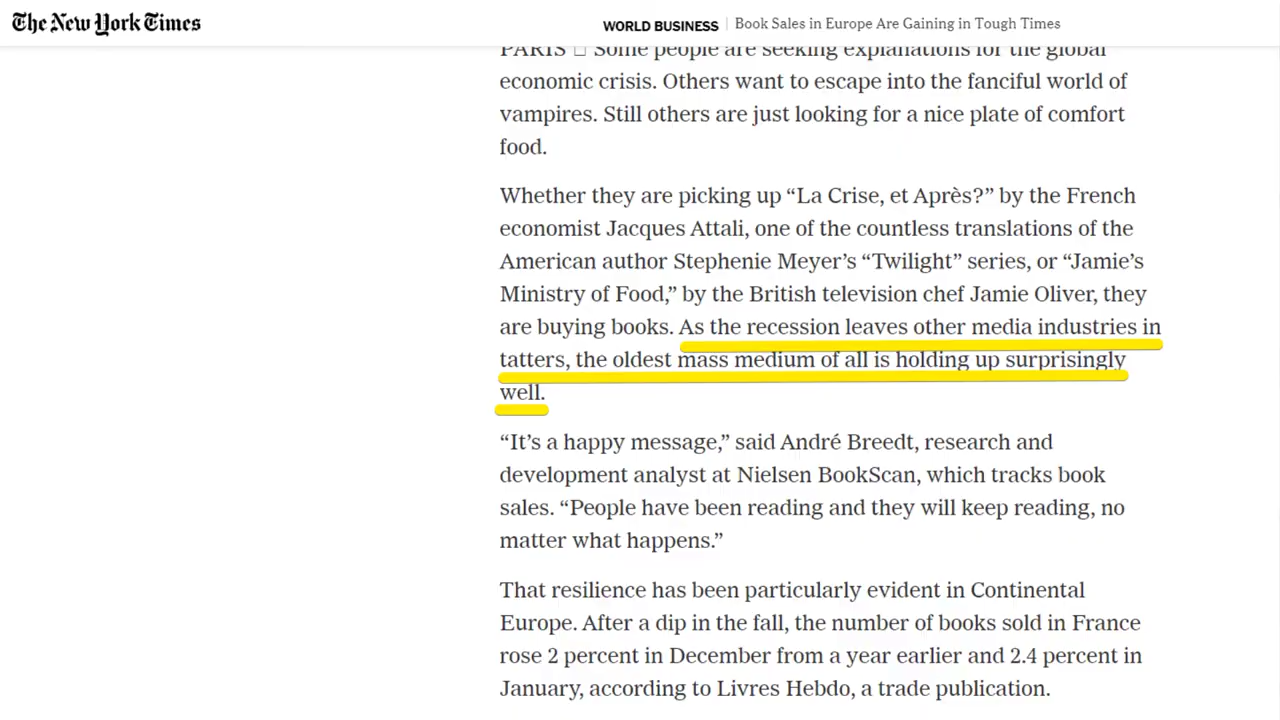 The New York Times
WORLD BUSINESS | Book Sales in Europe Are Gaining in Tough Times
PARIS □ Some people are seeking explanations for the global
economic crisis. Others want to escape into the fanciful world of
vampires. Still others are just looking for a nice plate of comfort
food.
Whether they are picking up “La Crise, et Après?” by the French
economist Jacques Attali, one of the countless translations of the
American author Stephenie Meyer’s “Twilight” series, or “Jamie’s
Ministry of Food,” by the British television chef Jamie Oliver, they
are buying books. As the recession leaves other media industries in
tatters, the oldest mass medium of all is holding up surprisingly
well.
“It’s a happy message,” said André Breedt, research and
development analyst at Nielsen BookScan, which tracks book
sales. “People have been reading and they will keep reading, no
matter what happens.”
That resilience has been particularly evident in Continental
Europe. After a dip in the fall, the number of books sold in France
rose 2 percent in December from a year earlier and 2.4 percent in
January, according to Livres Hebdo, a trade publication.